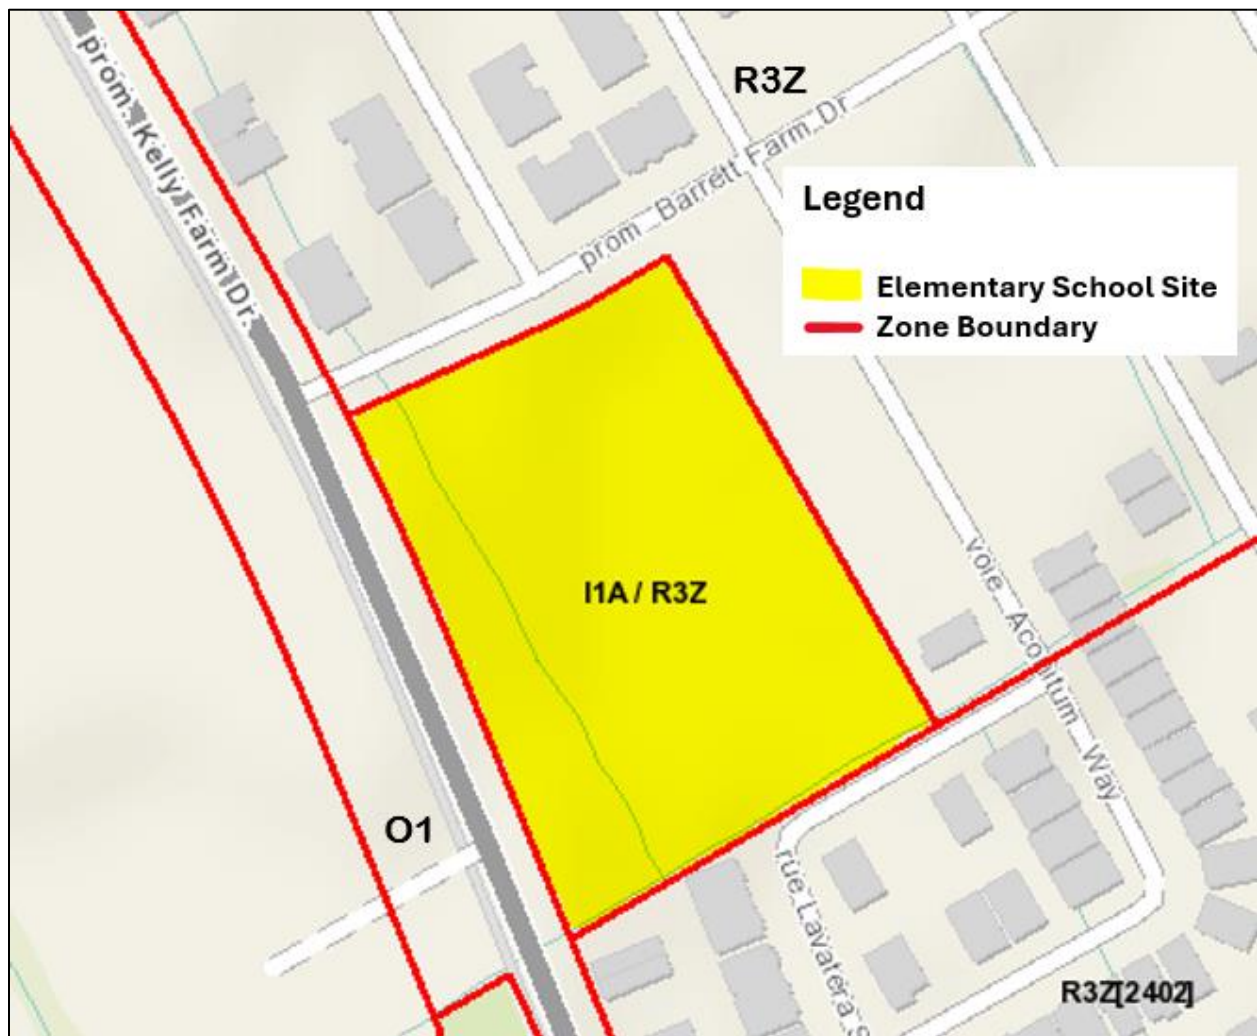 R3Z
prom. Kelly Farm Dr.
prom Barrett Farm Dr
Legend
Elementary School Site
Zone Boundary
I1A / R3Z
voie Aconitum Way
O1
rue Lavatera S
R3Z[2402]